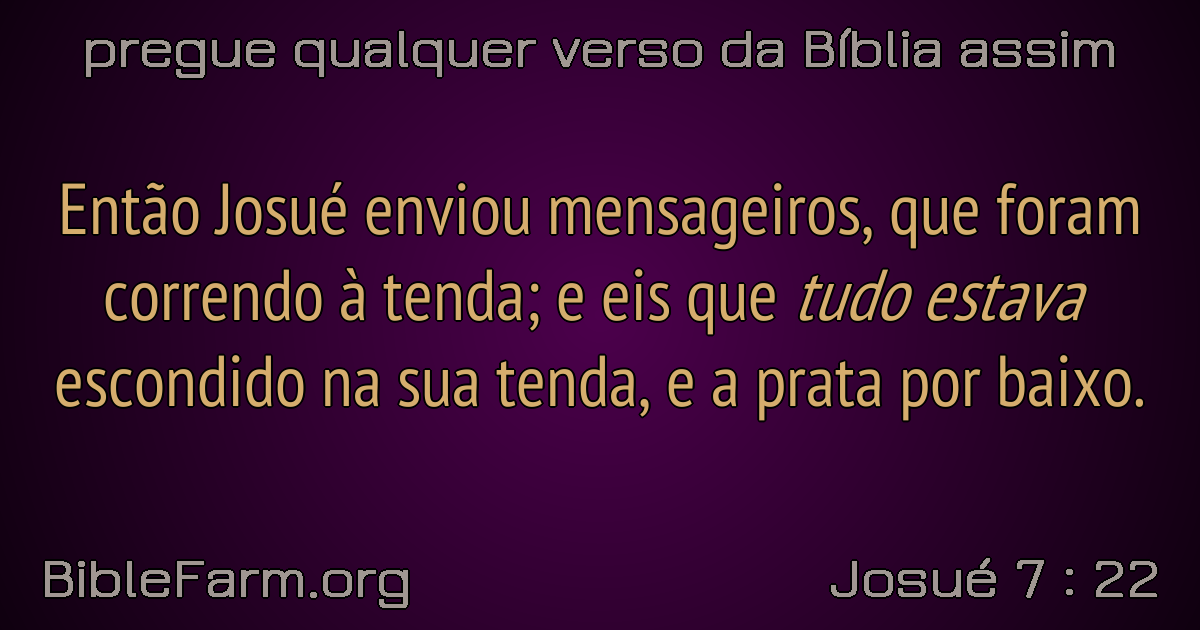 pregue qualquer verso da Bíblia assim
Então Josué enviou mensageiros, que foram
correndo à tenda; e eis que tudo estava
escondido na sua tenda, e a prata por baixo.
BibleFarm.org
Josué 7 : 22